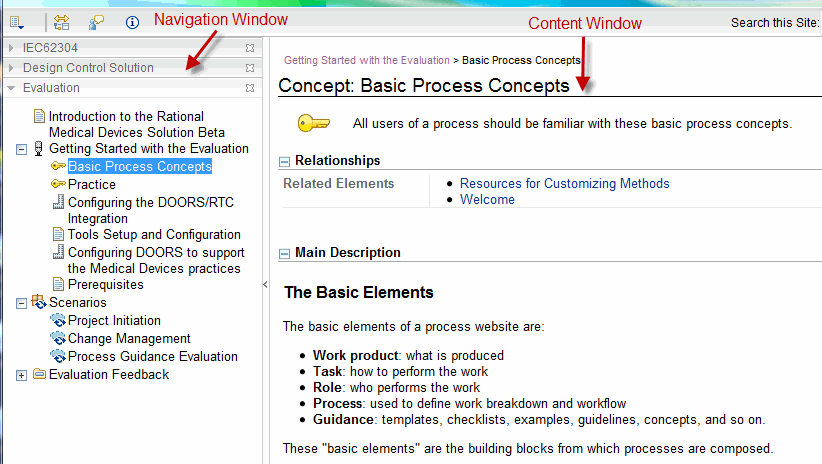 Navigation Window
Content Window
Search this Site:
IEC62304
Design Control Solution
Evaluation
Introduction to the Rational
Medical Devices Solution Beta
Getting Started with the Evaluation
Basic Process Concepts
Practice
Configuring the DOORS/RTC
Integration
Tools Setup and Configuration
Configuring DOORS to support
the Medical Devices practices
Prerequisites
Scenarios
Project Initiation
Change Management
Process Guidance Evaluation
Evaluation Feedback
Getting Started with the Evaluation > Basic Process Concepts
Concept: Basic Process Concepts
All users of a process should be familiar with these basic process concepts.
Relationships
Related Elements
• Resources for Customizing Methods
• Welcome
Main Description
The Basic Elements
The basic elements of a process website are:
• Work product: what is produced
• Task: how to perform the work
• Role: who performs the work
• Process: used to define work breakdown and workflow
• Guidance: templates, checklists, examples, guidelines, concepts, and so on.
These "basic elements" are the building blocks from which processes are composed.